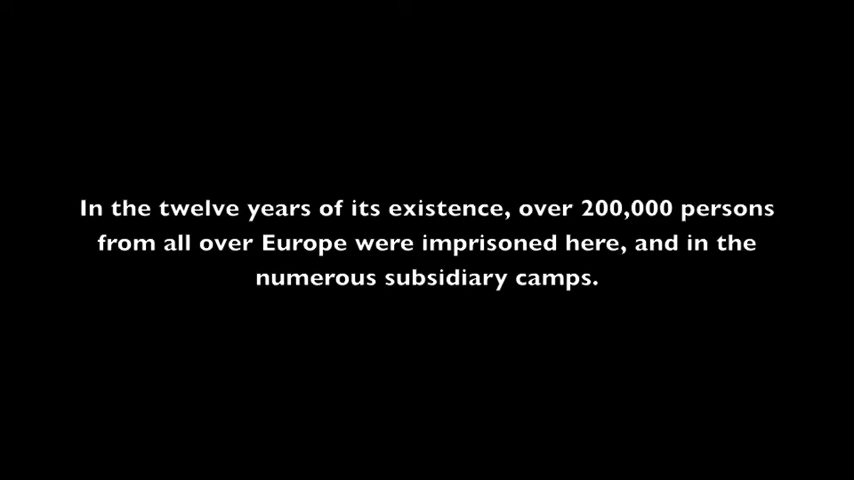 In the twelve years of its existence, over 200,000 persons
from all over Europe were imprisoned here, and in the
numerous subsidiary camps.